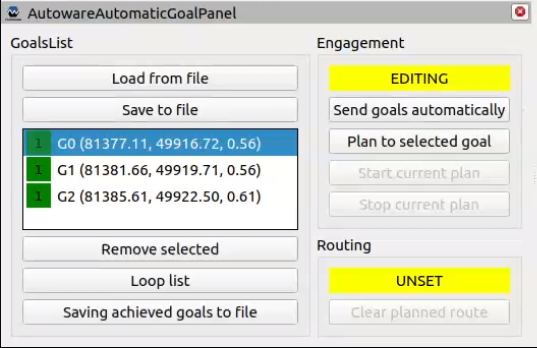 AutowareAutomaticGoalPanel
GoalsList
Load from file
Save to file
1 G0 (81377.11, 49916.72, 0.56)
1 G1 (81381.66, 49919.71, 0.56)
1 G2 (81385.61, 49922.50, 0.61)
Remove selected
Loop list
Saving achieved goals to file
Engagement
EDITING
Send goals automatically
Plan to selected goal
Start current plan
Stop current plan
Routing
UNSET
Clear planned route